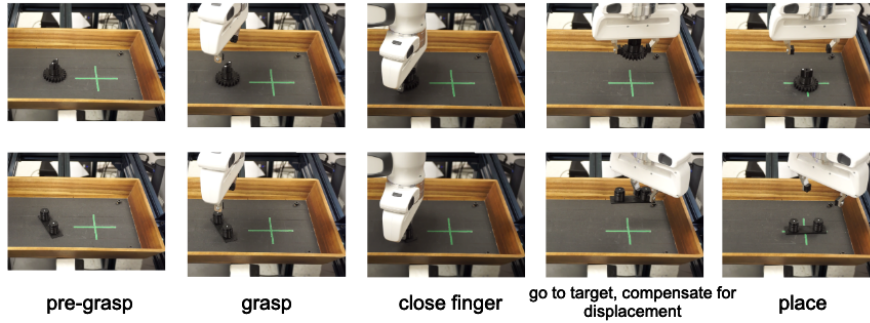 pre-grasp
grasp
close finger
go to target, compensate for
displacement
place